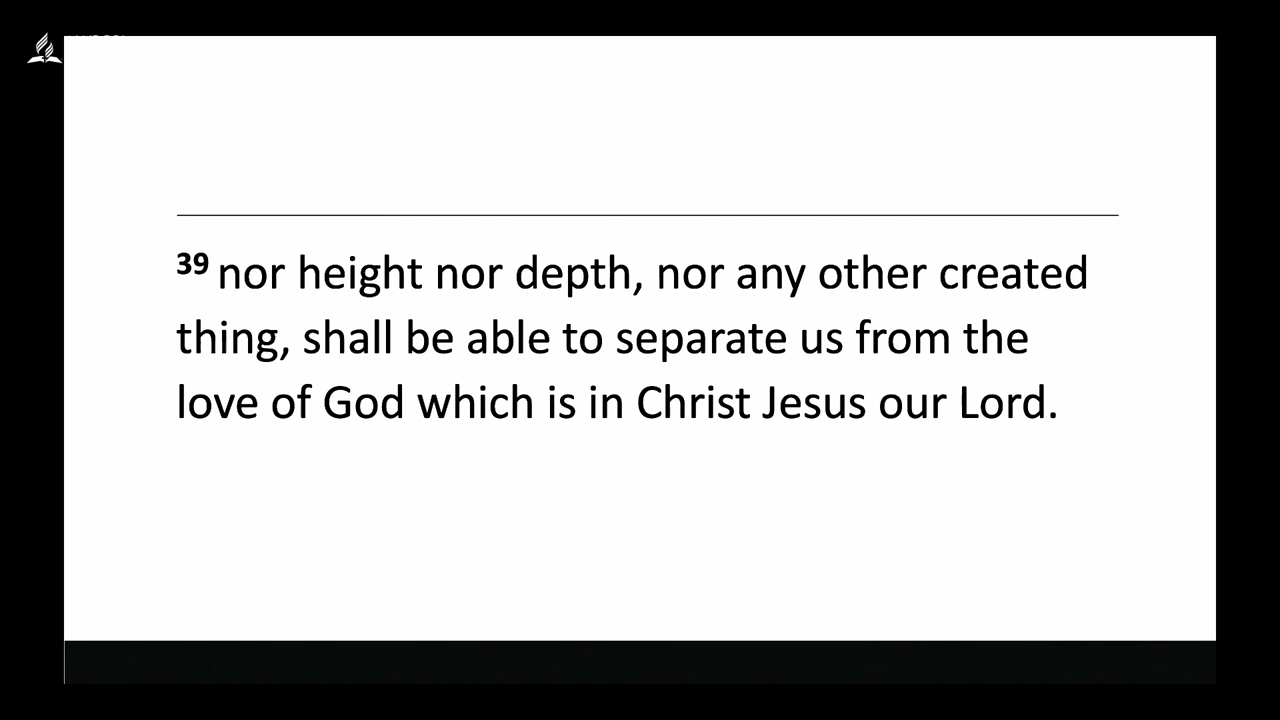 39 nor height nor depth, nor any other created
thing, shall be able to separate us from the
love of God which is in Christ Jesus our Lord.